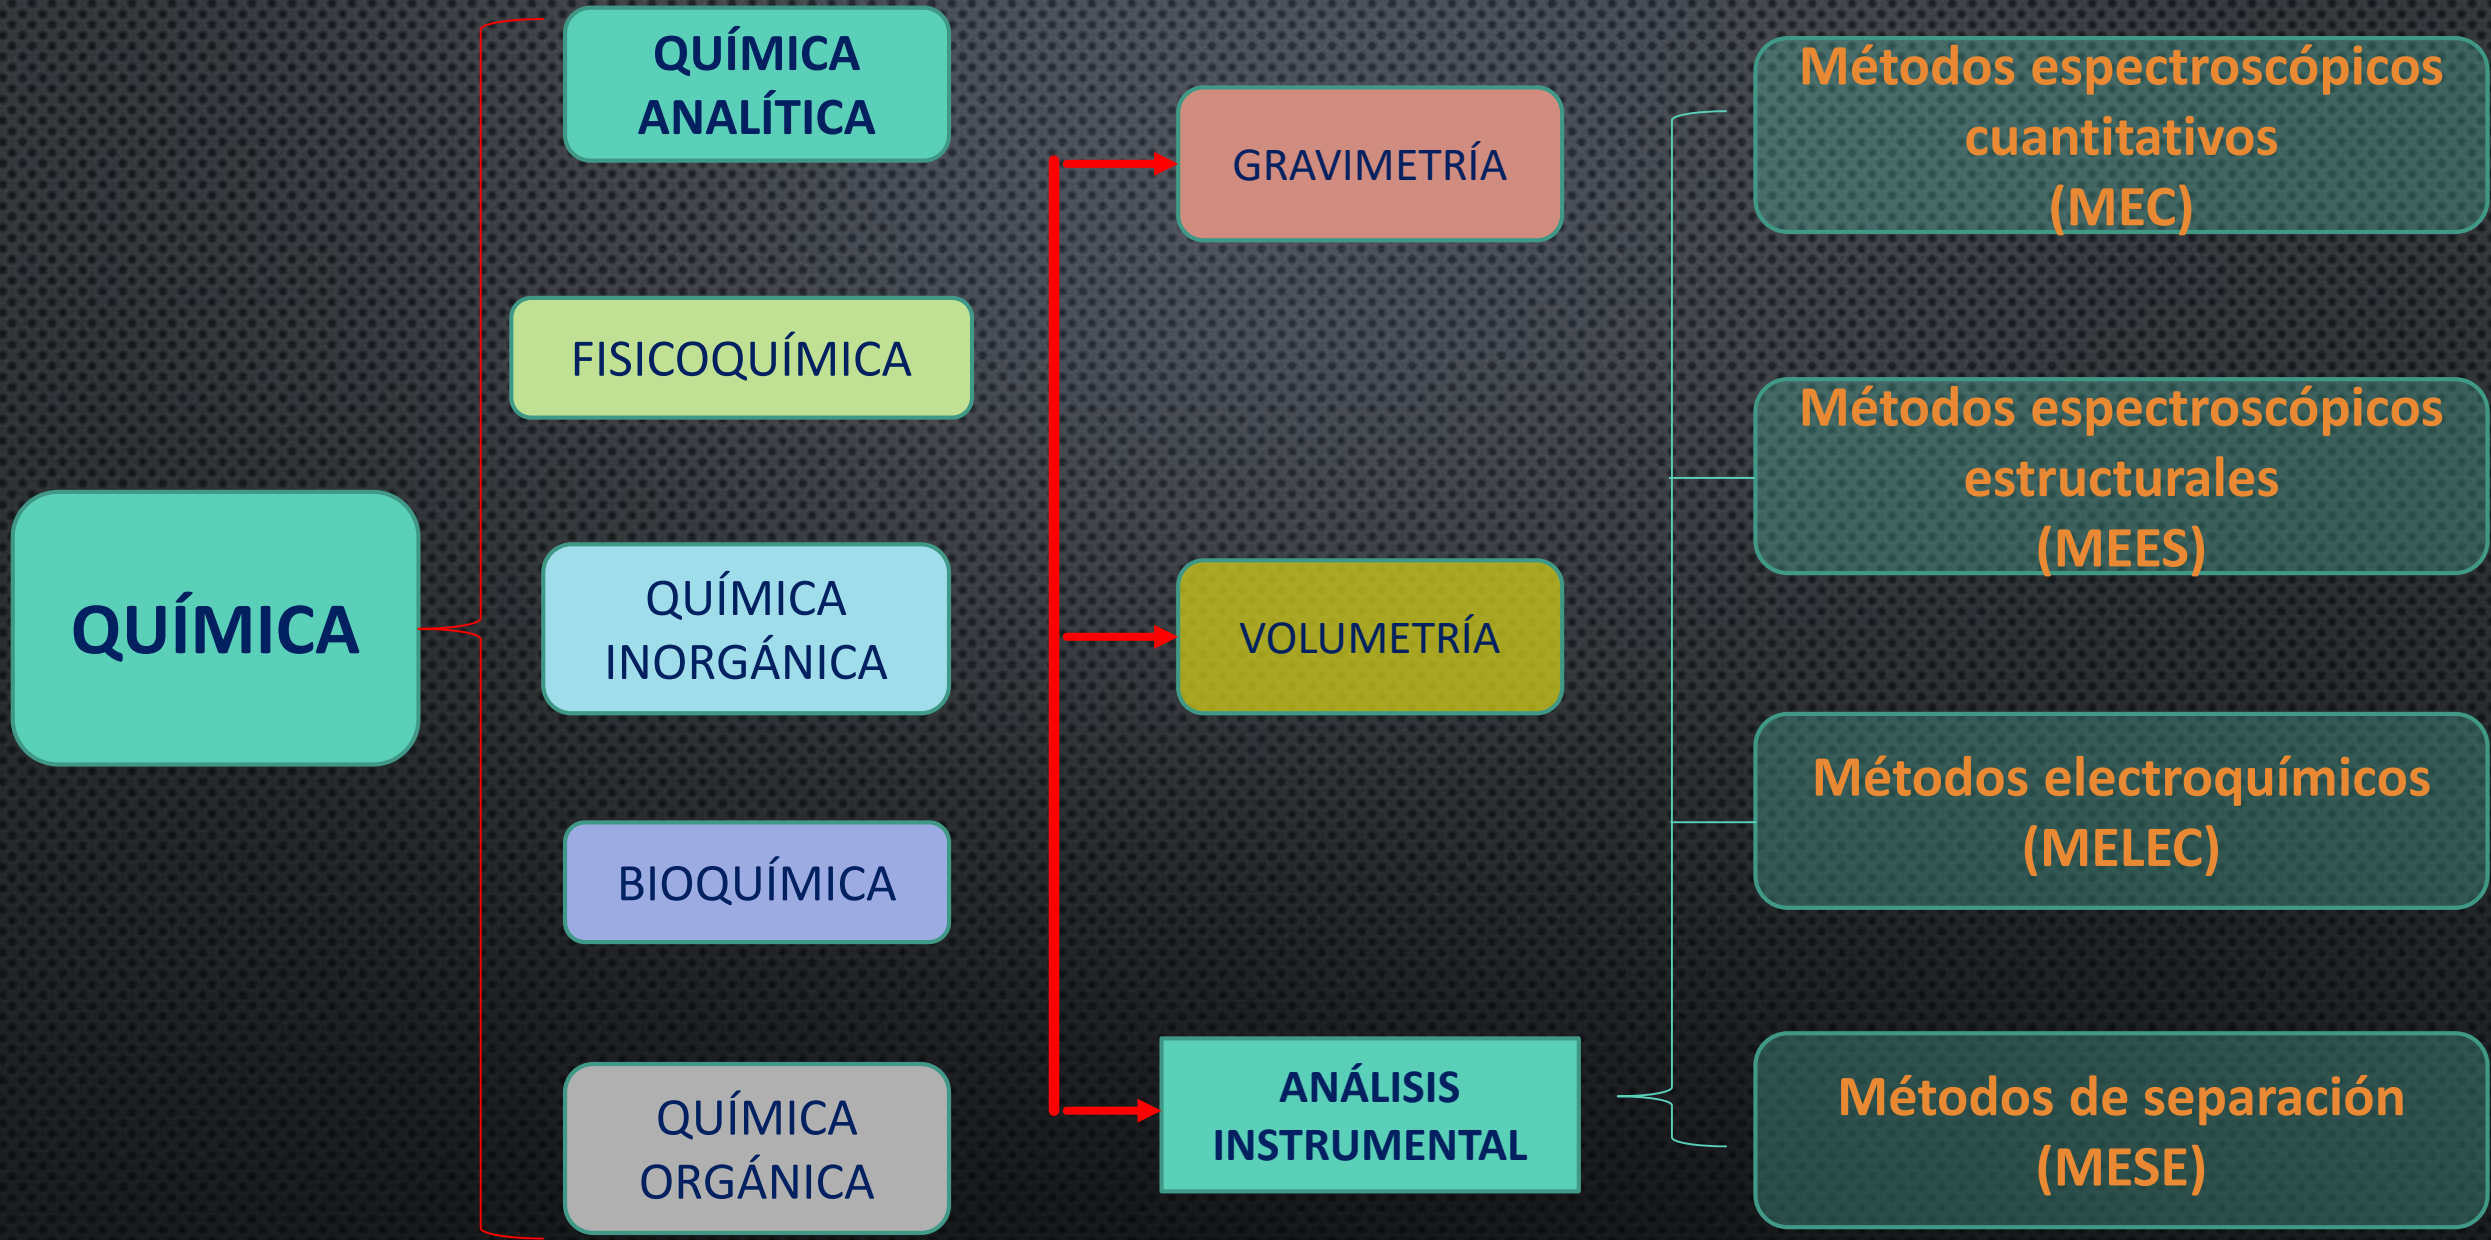 QUÍMICA
QUÍMICA
ANALÍTICA
FISICOQUÍMICA
QUÍMICA
INORGÁNICA
BIOQUÍMICA
QUÍMICA
ORGÁNICA
GRAVIMETRÍA
VOLUMETRÍA
ANÁLISIS
INSTRUMENTAL
Métodos espectroscópicos
cuantitativos
(MEC)
Métodos espectroscópicos
estructurales
(MEES)
Métodos electroquímicos
(MELEC)
Métodos de separación
(MESE)